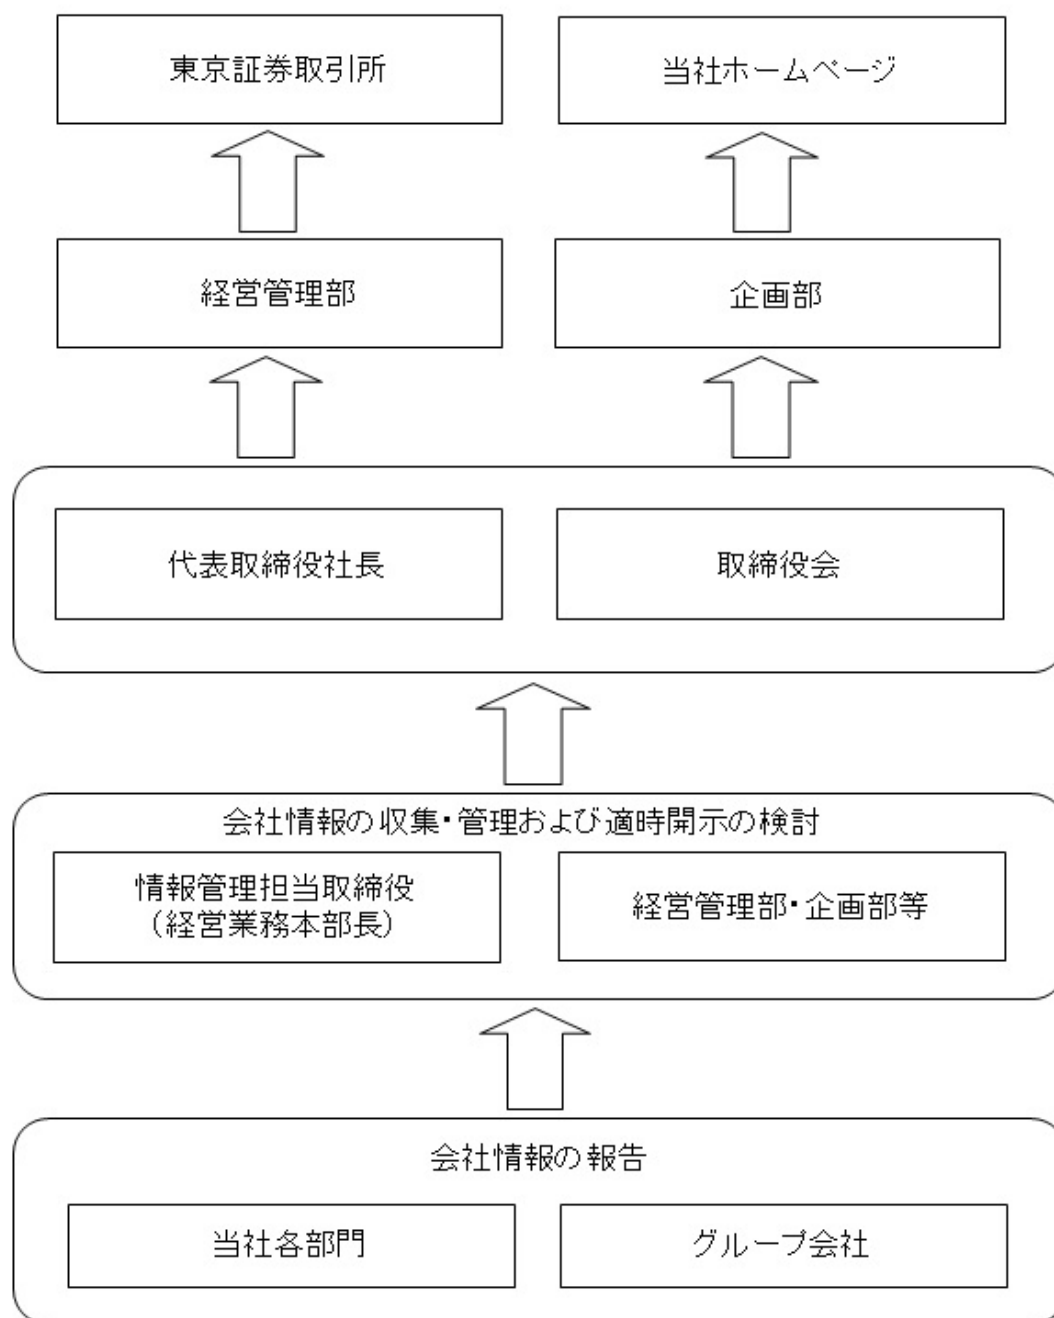 東京証券取引所
当社ホームページ
経営管理部
企画部
代表取締役社長
取締役会
会社情報の収集・管理および適時開示の検討
情報管理担当取締役
（経営業務本部長）
経営管理部・企画部等
会社情報の報告
当社各部門
グループ会社